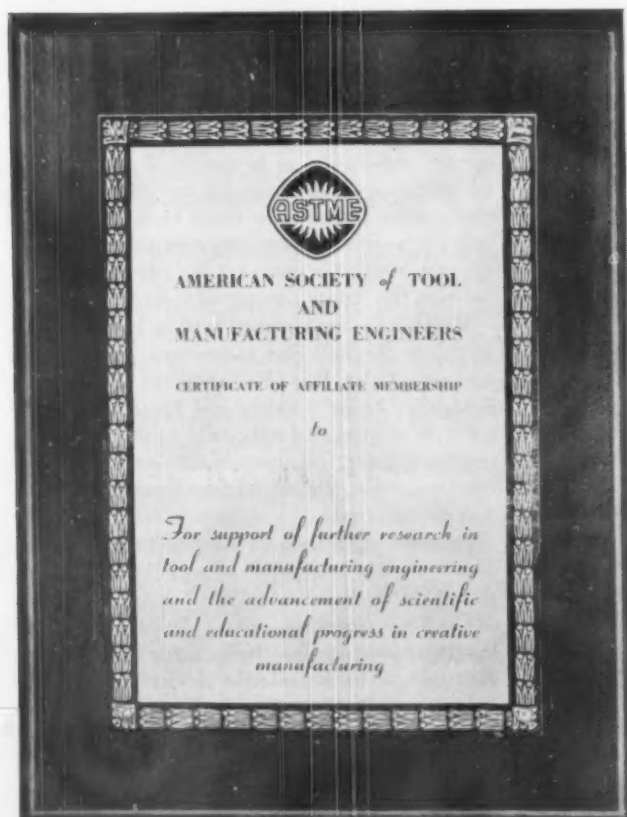 ASTME
AMERICAN SOCIETY of TOOL
AND
MANUFACTURING ENGINEERS
CERTIFICATE OF AFFILIATE MEMBERSHIP
to
For support of further research in
tool and manufacturing engineering
and the advancement of scientific
and educational progress in creative
manufacturing